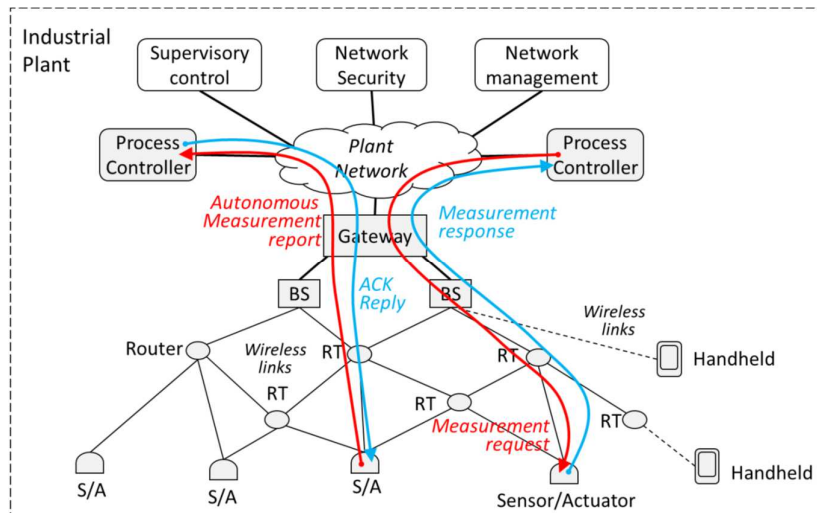 Industrial
Plant
Supervisory
control
Network
Security
Network
management
Process
Controller
Plant
Network
Process
Controller
Autonomous
Measurement
report
Measurement
response
Gateway
BS
ACK
Reply
BS
Wireless
links
Router
Wireless
links
RT
RT
Handheld
RT
RT
RT
Measurement
request
S/A
S/A
S/A
Sensor/Actuator
Handheld